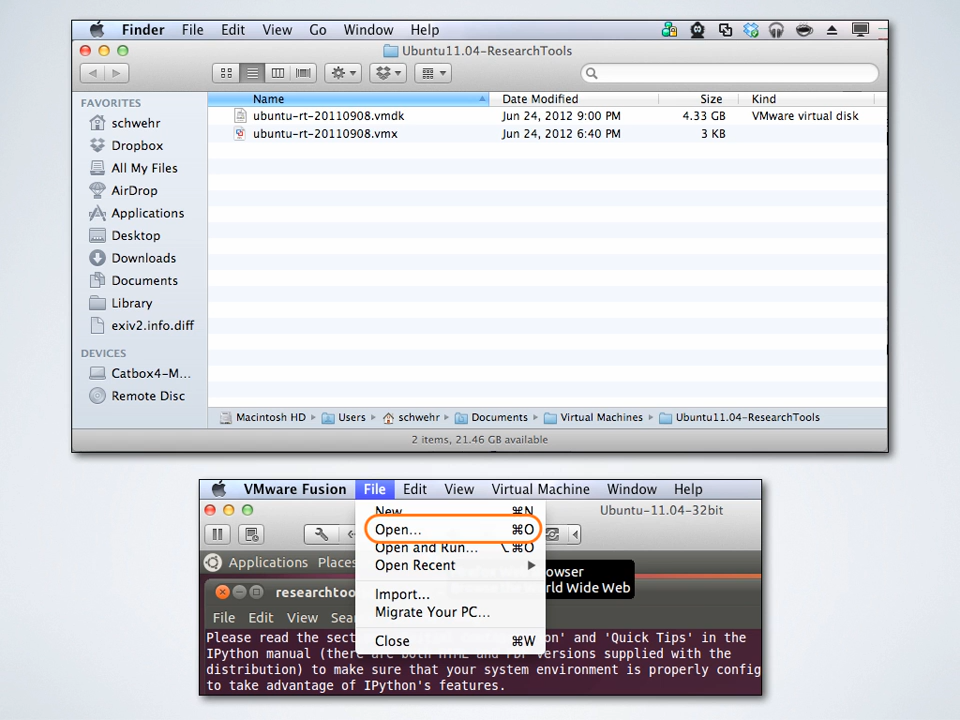 Finder File Edit View Go Window Help
Ubuntu11.04-ResearchTools
FAVORITES
schwehr
Dropbox
All My Files
AirDrop
Applications
Desktop
Downloads
Documents
Library
exiv2.info.diff
DEVICES
Catbox4-M...
Remote Disc
Name Date Modified Size Kind
ubuntu-rt-20110908.vmdk Jun 24, 2012 9:00 PM 4.33 GB VMware virtual disk
ubuntu-rt-20110908.vmx Jun 24, 2012 6:40 PM 3 KB
Macintosh HD ▸ Users ▸ schwehr ▸ Documents ▸ Virtual Machines ▸ Ubuntu11.04-ResearchTools
2 items, 21.46 GB available
VMware Fusion File Edit View Virtual Machine Window Help
Ubuntu-11.04-32bit
New ⌘N
Open... ⌘O
Open and Run... ⌥⌘O
Open Recent ▶
Import...
Migrate Your PC...
Close ⌘W
Applications Places
owser
rld Wide Web
researchtoo
File Edit View Sea
Please read the sect on' and 'Quick Tips' in the
IPython manual (there are both HTML and PDF versions supplied with the
distribution) to make sure that your system environment is properly config
to take advantage of IPython's features.